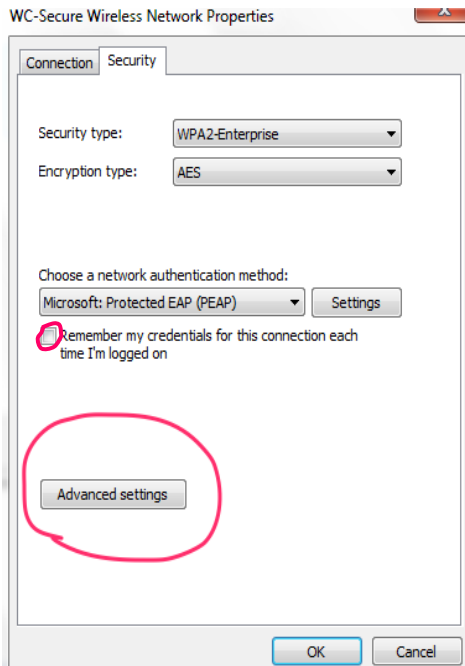 WC-Secure Wireless Network Properties
Connection
Security
Security type:
WPA2-Enterprise
Encryption type:
AES
Choose a network authentication method:
Microsoft: Protected EAP (PEAP)
Settings
Remember my credentials for this connection each
time I'm logged on
Advanced settings
OK
Cancel